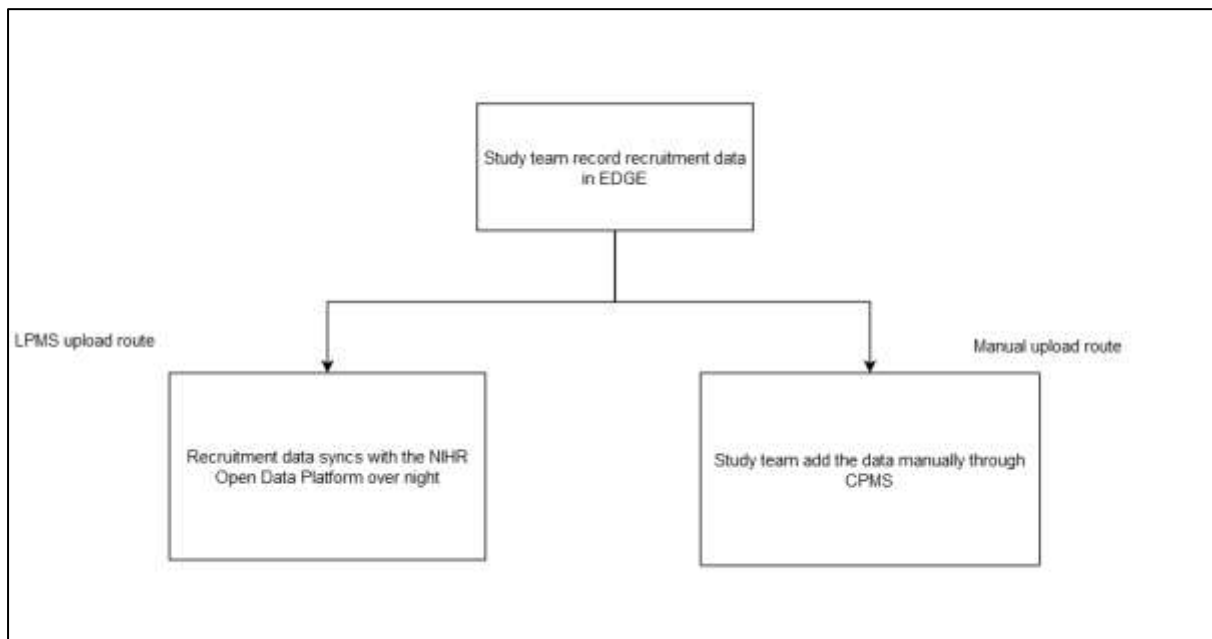 Study team record recruitment data
in EDGE
LPMS upload route
Manual upload route
Recruitment data syncs with the NIHR
Open Data Platform over night
Study team add the data manually through
CPMS